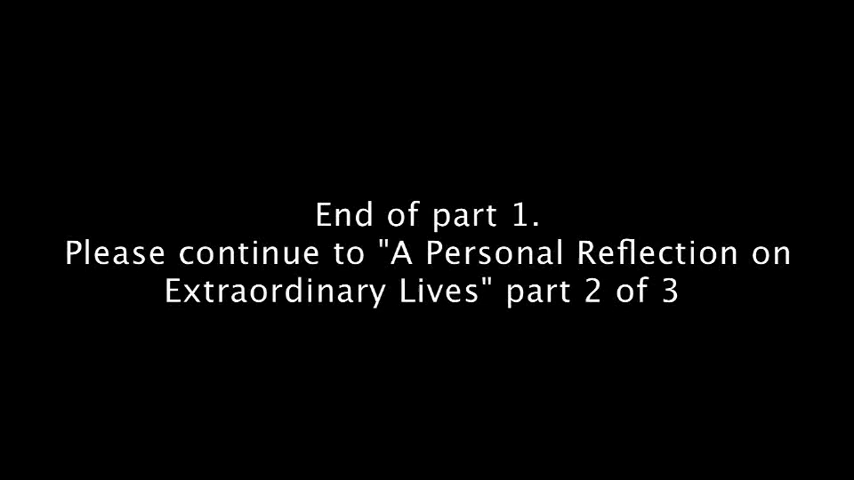 End of part 1.
Please continue to "A Personal Reflection on
Extraordinary Lives" part 2 of 3